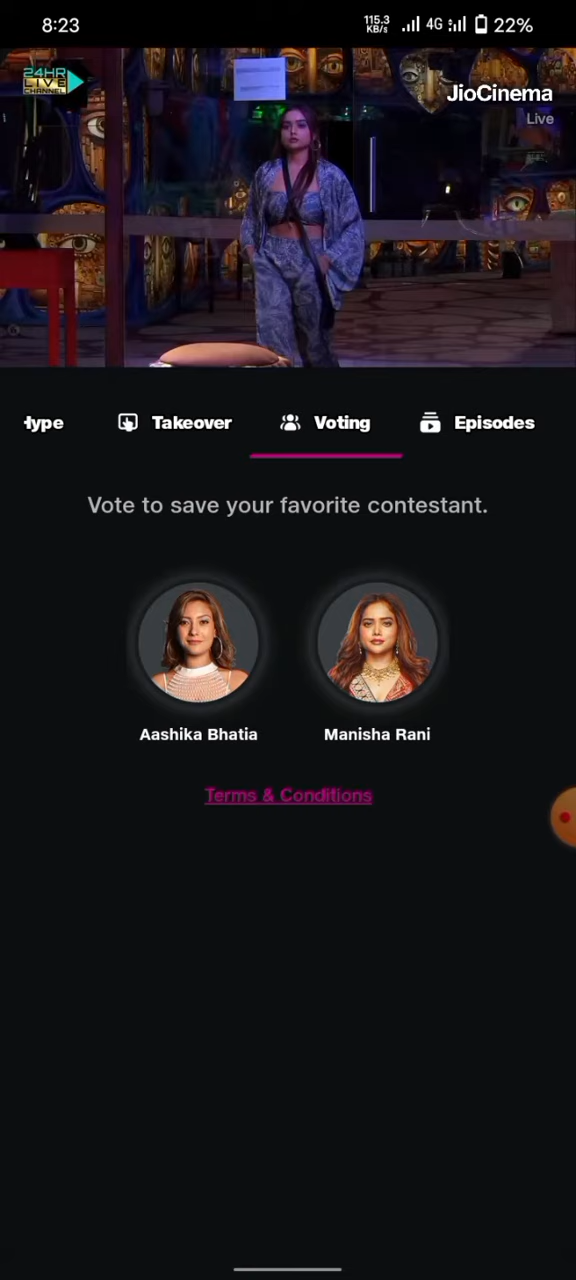 8:23
115.3
KB/s
4G
22%
24HR
LIVE
CHANNEL
JioCinema
Live
Hype
Takeover
Voting
Episodes
Vote to save your favorite contestant.
Aashika Bhatia
Manisha Rani
Terms & Conditions